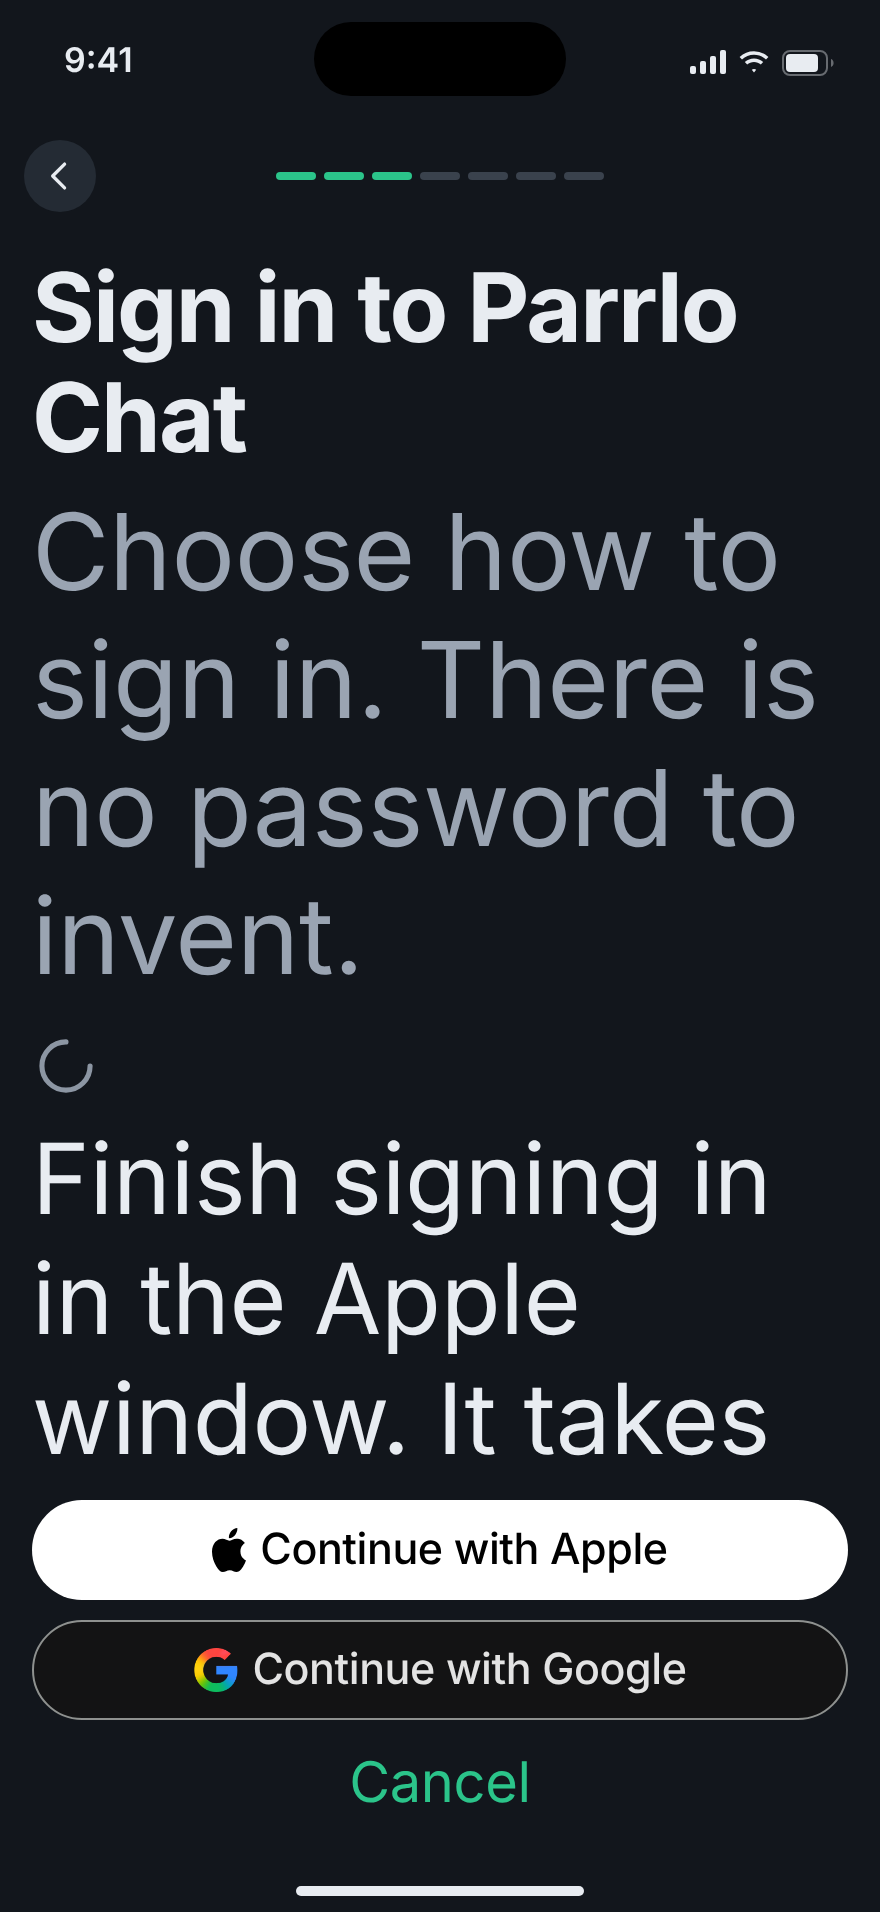 9:41
Sign in to Parrlo
Chat
Choose how to
sign in. There is
no password to
invent.
Finish signing in
in the Apple
window. It takes
Continue with Apple
Continue with Google
Cancel